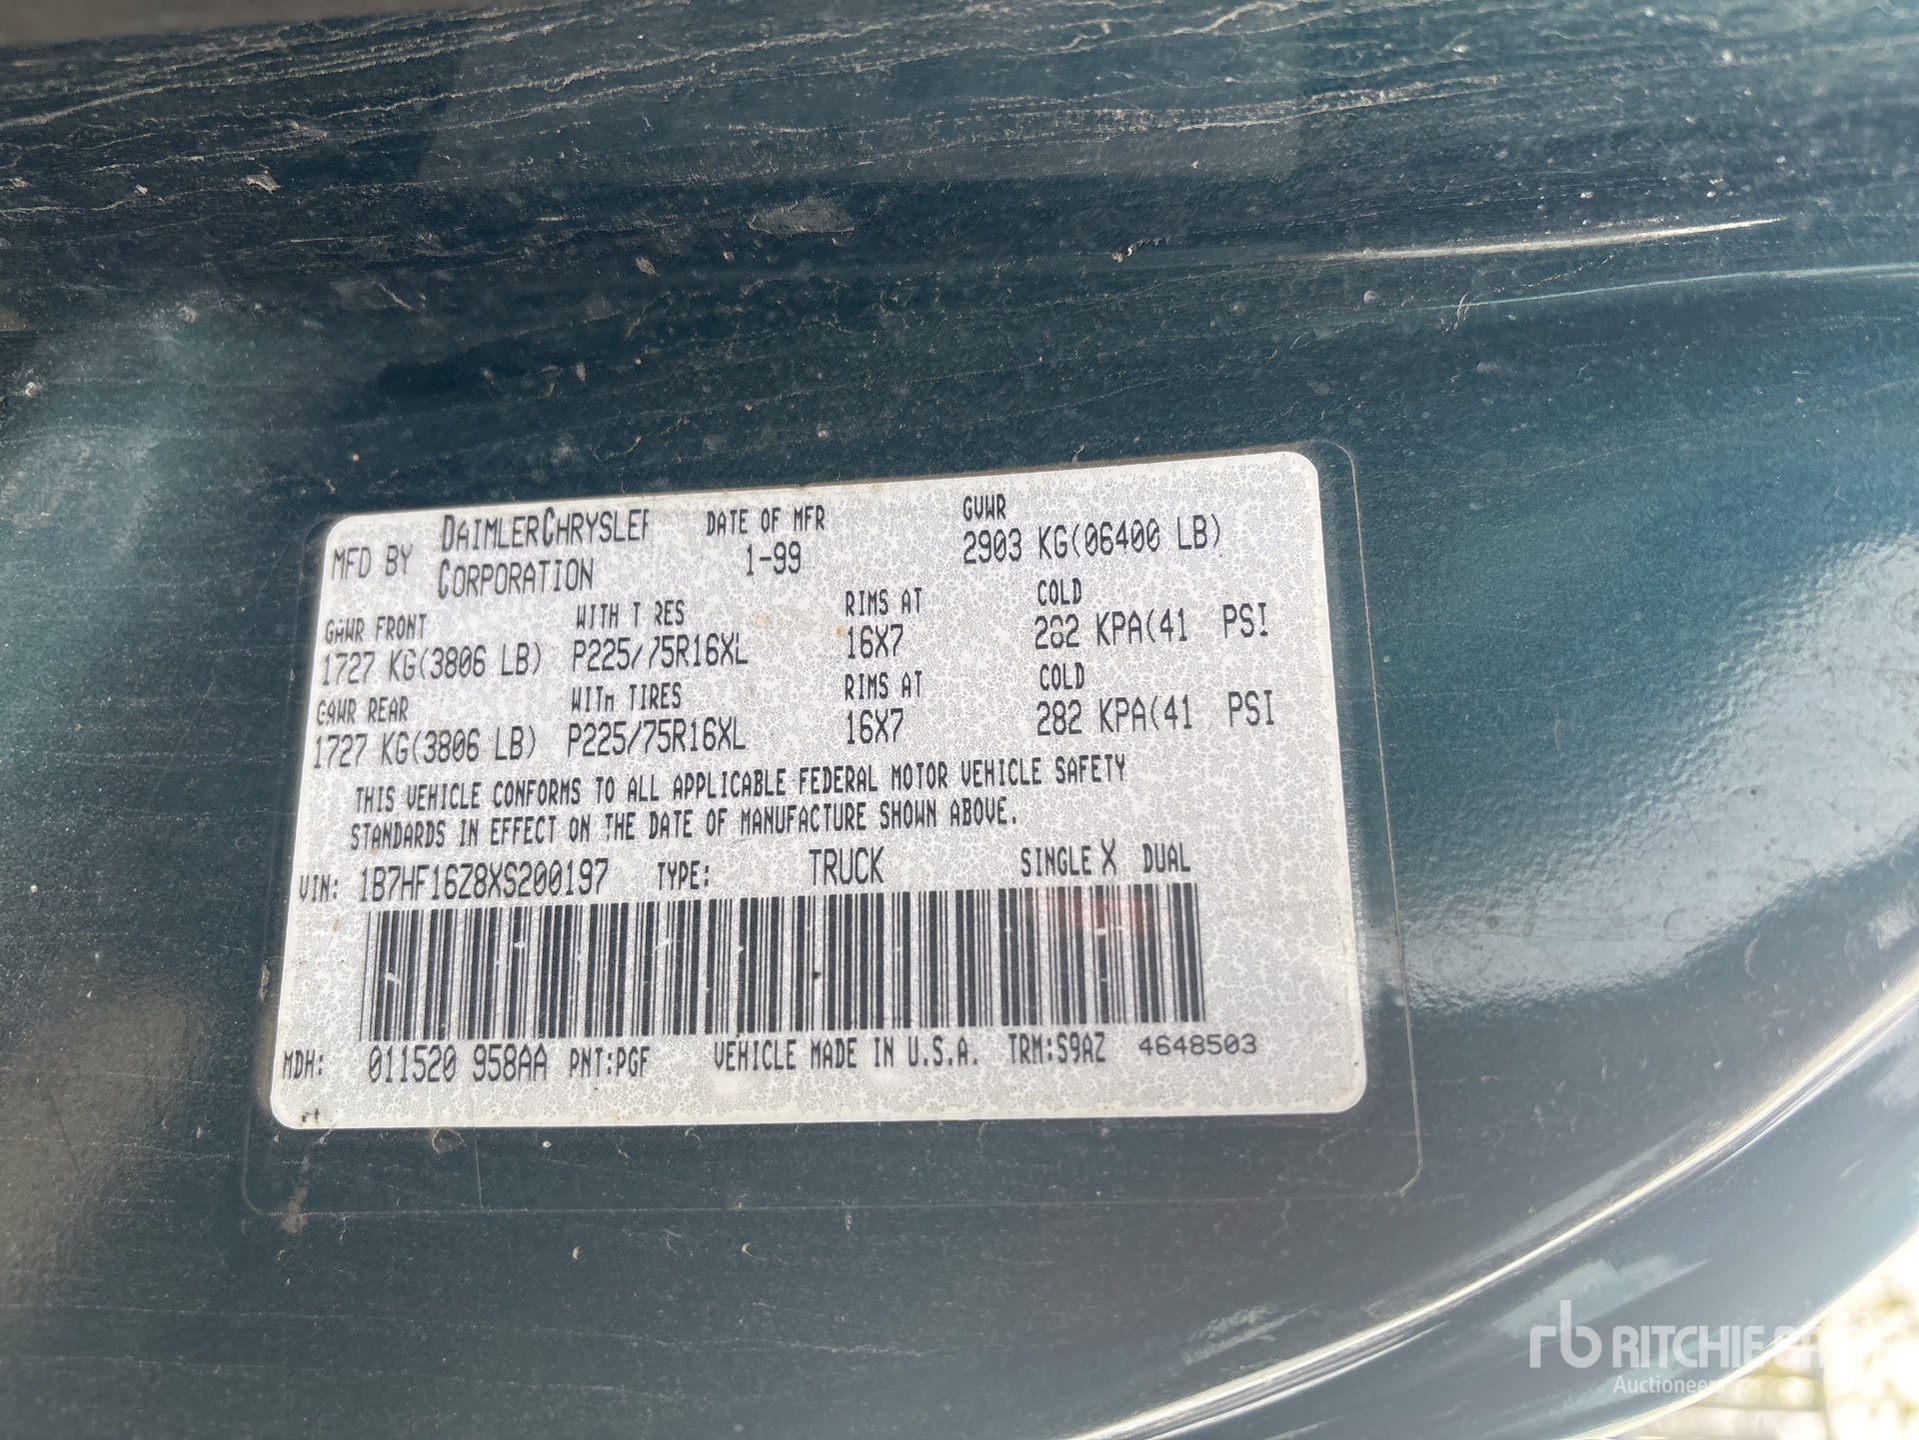 MFD BY DAIMLERCHRYSLER CORPORATION
DATE OF MFR 1-99
GVWR 2903 KG(06400 LB)
GAWR FRONT WITH TIRES RIMS AT COLD
1727 KG(3806 LB) P225/75R16XL 16X7 282 KPA(41 PSI
GAWR REAR WITH TIRES RIMS AT COLD
1727 KG(3806 LB) P225/75R16XL 16X7 282 KPA(41 PSI
THIS VEHICLE CONFORMS TO ALL APPLICABLE FEDERAL MOTOR VEHICLE SAFETY
STANDARDS IN EFFECT ON THE DATE OF MANUFACTURE SHOWN ABOVE.
VIN: 1B7HF16Z8XS200197 TYPE: TRUCK SINGLE X DUAL
MDH: 011520 958AA PNT:PGF VEHICLE MADE IN U.S.A. TRM:S9AZ 4648503
rb RITCHIE
Auctioneers